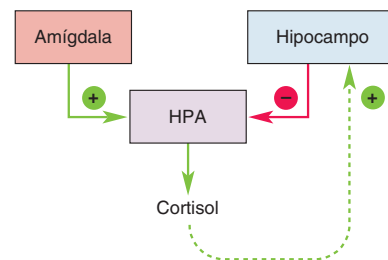 Amígdala
Hipocampo
+
−
+
HPA
Cortisol